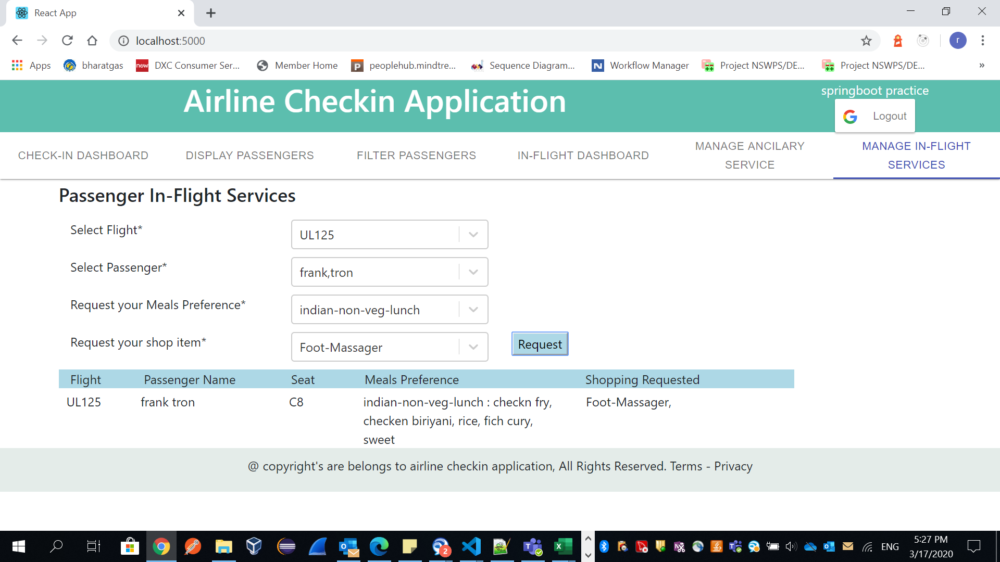 React App
localhost:5000
Apps bharatgas now DXC Consumer Ser... Member Home P peoplehub.mindtre... Sequence Diagram... N Workflow Manager Project NSWPS/DE... Project NSWPS/DE... »
r
Airline Checkin Application
springboot practice
Logout
CHECK-IN DASHBOARD DISPLAY PASSENGERS FILTER PASSENGERS IN-FLIGHT DASHBOARD
MANAGE ANCILARY
SERVICE
MANAGE IN-FLIGHT
SERVICES
Passenger In-Flight Services
Select Flight* UL125
Select Passenger* frank,tron
Request your Meals Preference* indian-non-veg-lunch
Request your shop item* Foot-Massager Request
Flight Passenger Name Seat Meals Preference Shopping Requested
UL125 frank tron C8 indian-non-veg-lunch : checkn fry, Foot-Massager,
checken biriyani, rice, fich cury,
sweet
@ copyright's are belongs to airline checkin application, All Rights Reserved. Terms - Privacy
2
ENG
5:27 PM
3/17/2020